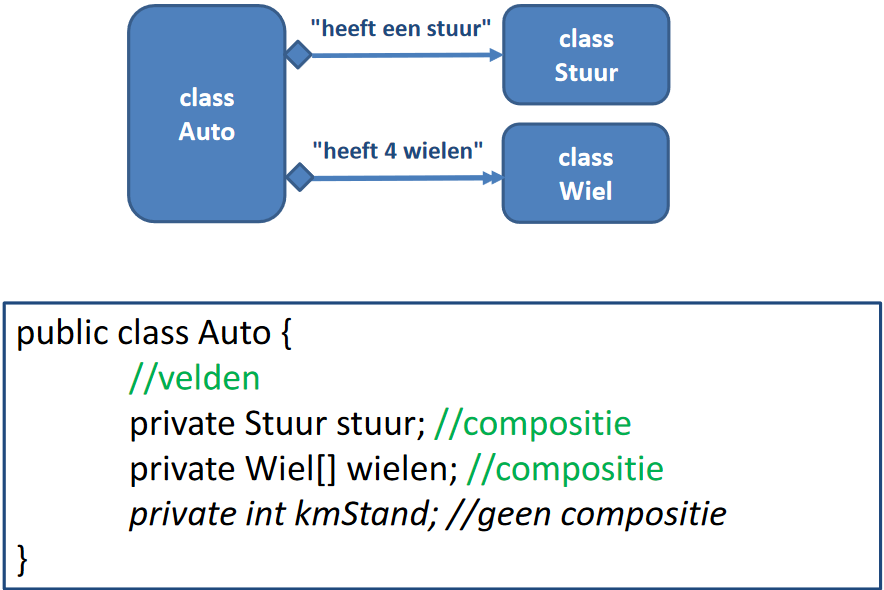 "heeft een stuur"
class
Stuur
class
Auto
"heeft 4 wielen"
class
Wiel
public class Auto {
//velden
private Stuur stuur; //compositie
private Wiel[] wielen; //compositie
private int kmStand; //geen compositie
}